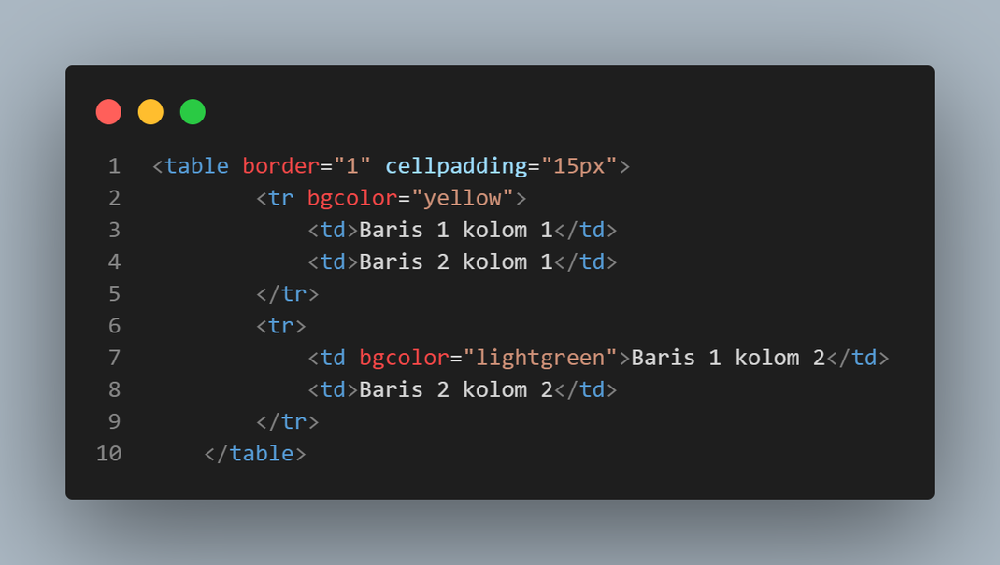 1 <table border="1" cellpadding="15px">
2 <tr bgcolor="yellow">
3 <td>Baris 1 kolom 1</td>
4 <td>Baris 2 kolom 1</td>
5 </tr>
6 <tr>
7 <td bgcolor="lightgreen">Baris 1 kolom 2</td>
8 <td>Baris 2 kolom 2</td>
9 </tr>
10 </table>